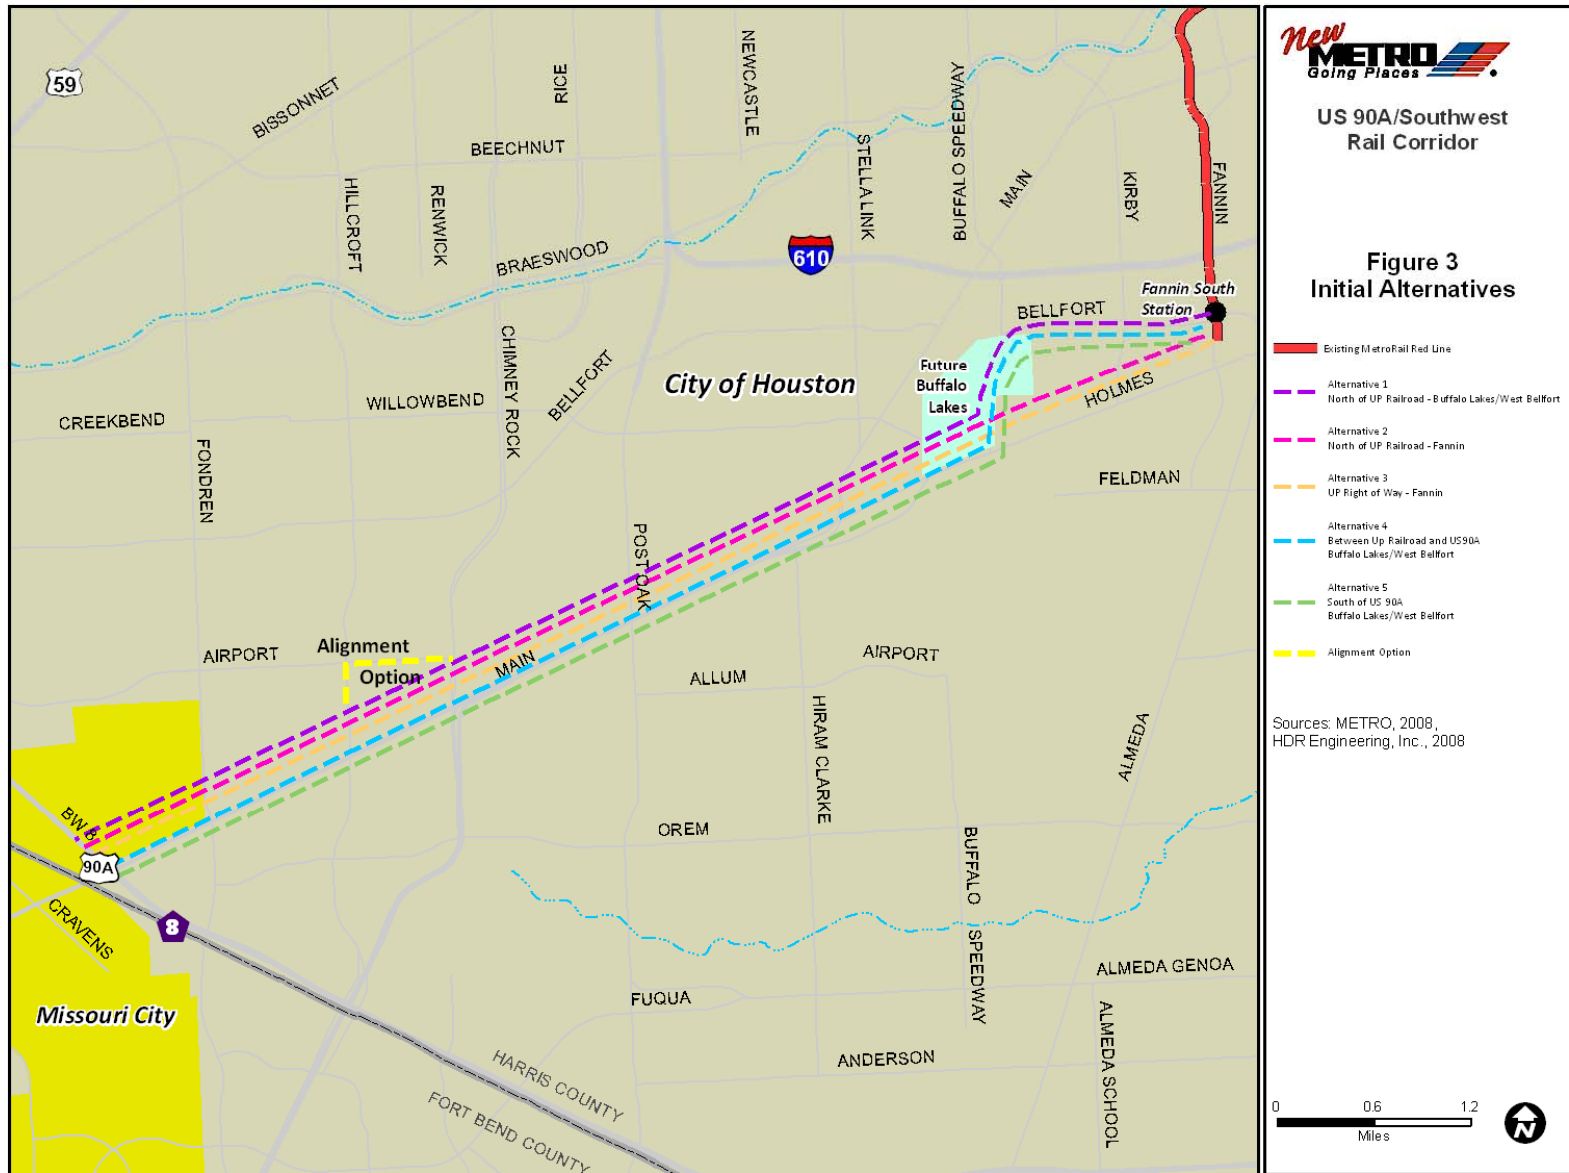 59
BISSONNET
RICE
NEWCASTLE
BUFFALO SPEEDWAY
BEECHNUT
STELLA LINK
MAIN
KIRBY
FANNIN
HILLCROFT
RENWICK
BRAESWOOD
610
Fannin South
Station
BELLFORT
CHIMNEY ROCK
BELLFORT
City of Houston
Future
Buffalo
Lakes
HOLMES
CREEKBEND
WILLOWBEND
FONDREN
FELDMAN
POST OAK
AIRPORT
Alignment
Option
MAIN
AIRPORT
ALLUM
HIRAM CLARKE
ALMEDA
BW 8
90A
OREM
BUFFALO SPEEDWAY
CRAVENS
8
Missouri City
FUQUA
ALMEDA GENOA
ANDERSON
ALMEDA SCHOOL
HARRIS COUNTY
FORT BEND COUNTY
New
METRO
Going Places
US 90A/Southwest
Rail Corridor
Figure 3
Initial Alternatives
Existing MetroRail Red Line
Alternative 1
North of UP Railroad - Buffalo Lakes/West Bellfort
Alternative 2
North of UP Railroad - Fannin
Alternative 3
UP Right of Way - Fannin
Alternative 4
Between Up Railroad and US90A
Buffalo Lakes/West Bellfort
Alternative 5
South of US 90A
Buffalo Lakes/West Bellfort
Alignment Option
Sources: METRO, 2008,
HDR Engineering, Inc., 2008
0 0.6 1.2
Miles
N